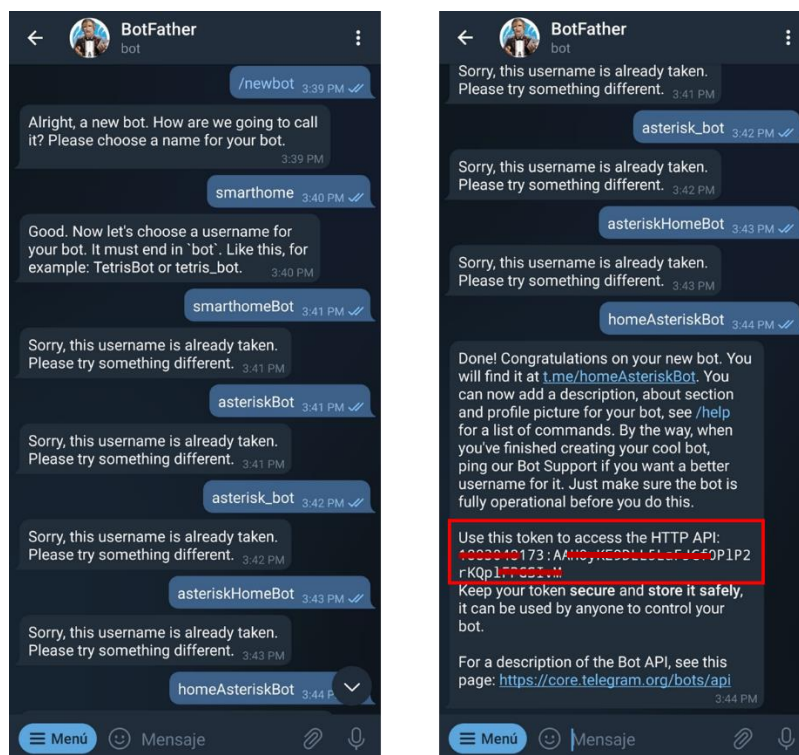 BotFather
bot
/newbot 3:39 PM
Alright, a new bot. How are we going to call
it? Please choose a name for your bot.
3:39 PM
smarthome 3:40 PM
Good. Now let's choose a username for
your bot. It must end in `bot`. Like this, for
example: TetrisBot or tetris_bot. 3:40 PM
smarthomeBot 3:41 PM
Sorry, this username is already taken.
Please try something different. 3:41 PM
asteriskBot 3:41 PM
Sorry, this username is already taken.
Please try something different. 3:41 PM
asterisk_bot 3:42 PM
Sorry, this username is already taken.
Please try something different. 3:42 PM
asteriskHomeBot 3:43 PM
Sorry, this username is already taken.
Please try something different. 3:43 PM
homeAsteriskBot 3:44 P
Menú Mensaje
BotFather
bot
Sorry, this username is already taken.
Please try something different. 3:41 PM
asterisk_bot 3:42 PM
Sorry, this username is already taken.
Please try something different. 3:42 PM
asteriskHomeBot 3:43 PM
Sorry, this username is already taken.
Please try something different. 3:43 PM
homeAsteriskBot 3:44 PM
Done! Congratulations on your new bot. You
will find it at t.me/homeAsteriskBot. You
can now add a description, about section
and profile picture for your bot, see /help
for a list of commands. By the way, when
you've finished creating your cool bot,
ping our Bot Support if you want a better
username for it. Just make sure the bot is
fully operational before you do this.
Use this token to access the HTTP API:
Keep your token secure and store it safely,
it can be used by anyone to control your
bot.
For a description of the Bot API, see this
page: https://core.telegram.org/bots/api
3:44 PM
Menú Mensaje